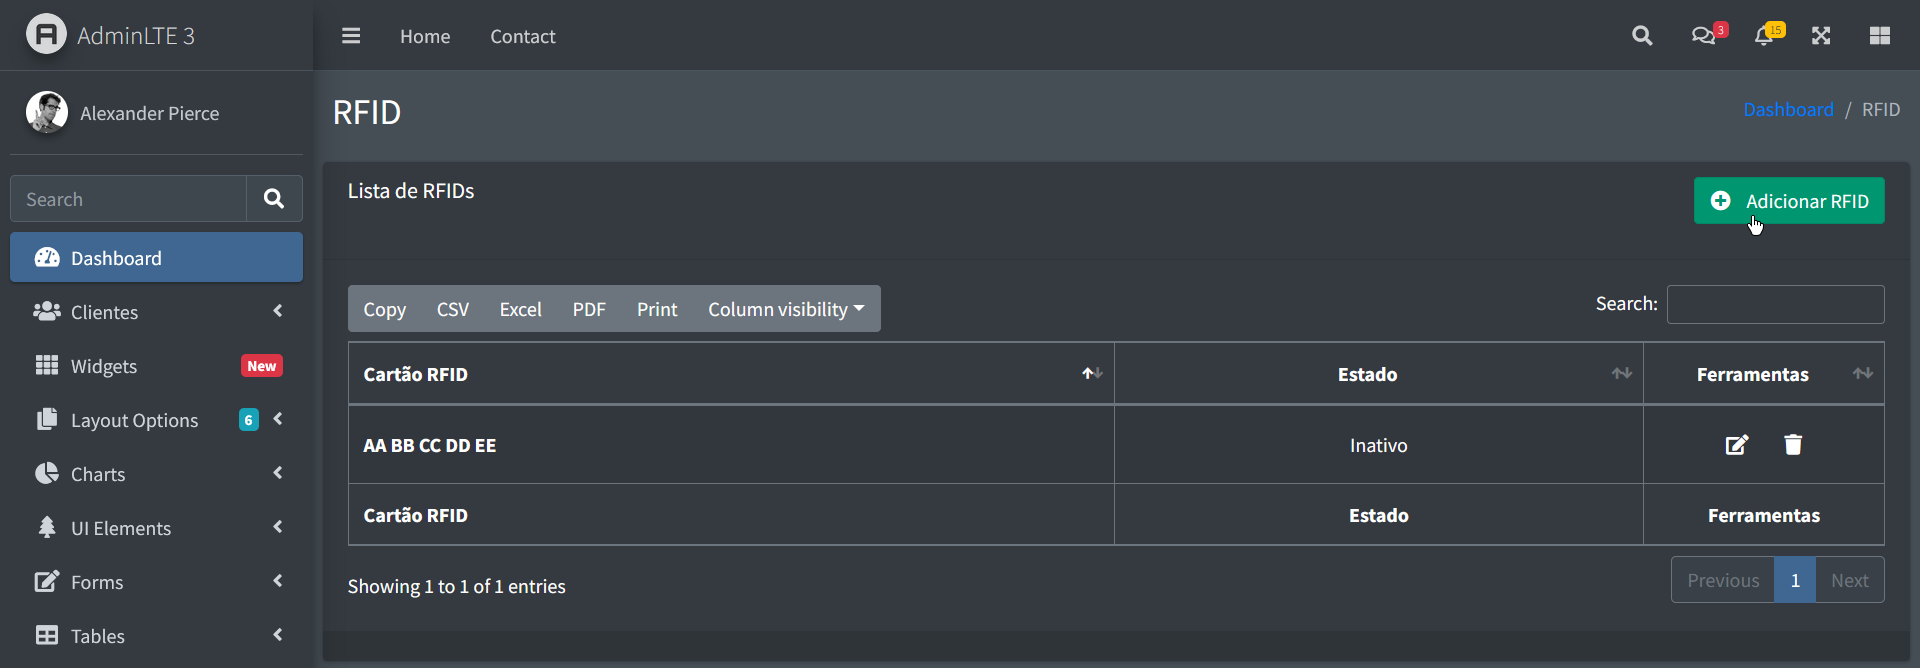 AdminLTE 3
Home Contact
3
15
Alexander Pierce
RFID
Dashboard / RFID
Search
Lista de RFIDs
Adicionar RFID
Dashboard
Clientes
Widgets New
Layout Options 6
Charts
UI Elements
Forms
Tables
Copy CSV Excel PDF Print Column visibility
Search:
Cartão RFID Estado Ferramentas
AA BB CC DD EE Inativo
Cartão RFID Estado Ferramentas
Showing 1 to 1 of 1 entries
Previous 1 Next